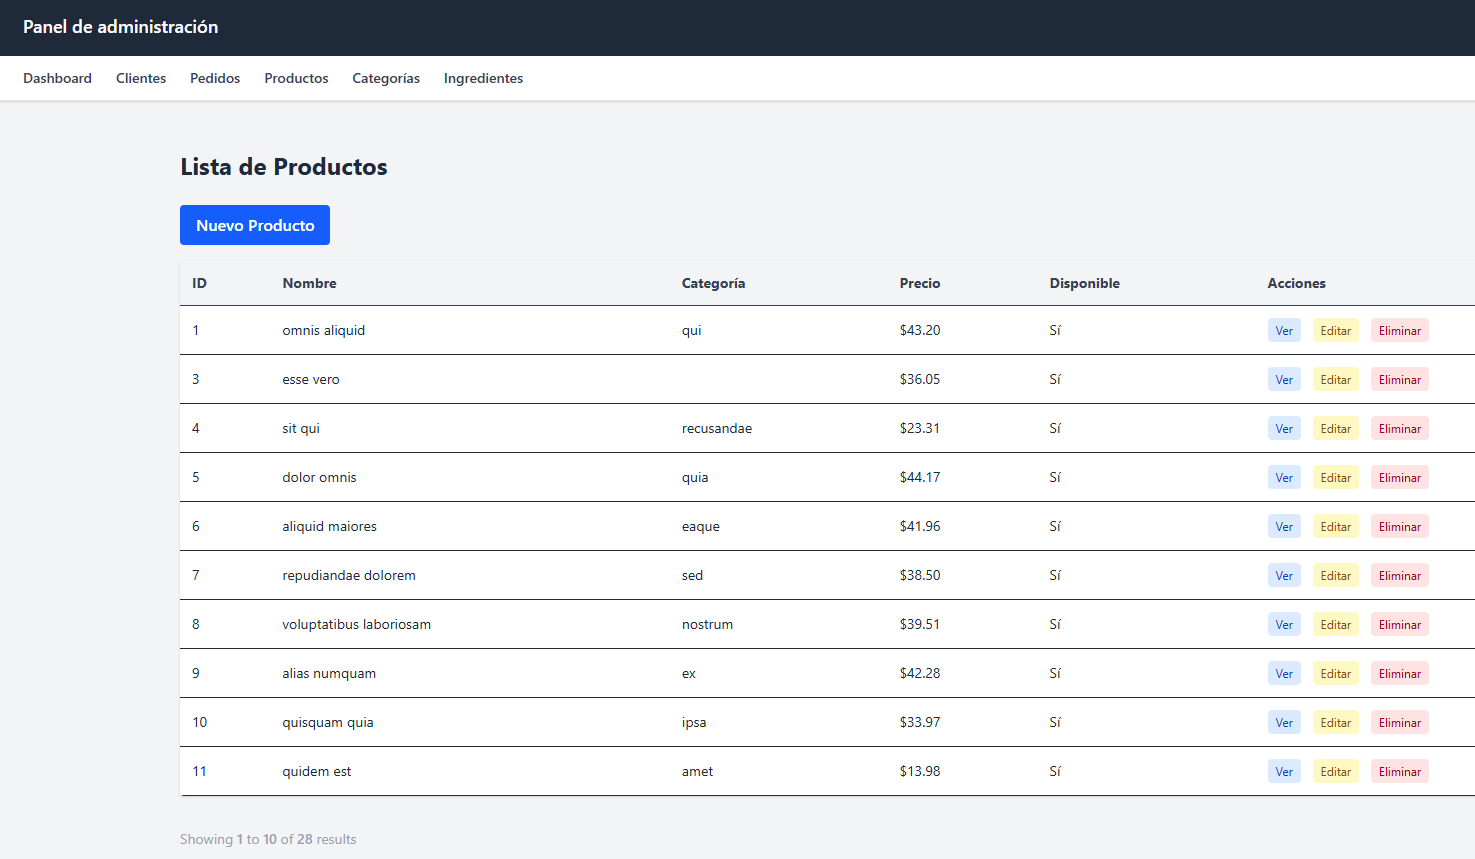 Panel de administración
Dashboard Clientes Pedidos Productos Categorías Ingredientes
Lista de Productos
Nuevo Producto
ID Nombre Categoría Precio Disponible Acciones
1 omnis aliquid qui $43.20 Sí Ver Editar Eliminar
3 esse vero $36.05 Sí Ver Editar Eliminar
4 sit qui recusandae $23.31 Sí Ver Editar Eliminar
5 dolor omnis quia $44.17 Sí Ver Editar Eliminar
6 aliquid maiores eaque $41.96 Sí Ver Editar Eliminar
7 repudiandae dolorem sed $38.50 Sí Ver Editar Eliminar
8 voluptatibus laboriosam nostrum $39.51 Sí Ver Editar Eliminar
9 alias numquam ex $42.28 Sí Ver Editar Eliminar
10 quisquam quia ipsa $33.97 Sí Ver Editar Eliminar
11 quidem est amet $13.98 Sí Ver Editar Eliminar
Showing 1 to 10 of 28 results